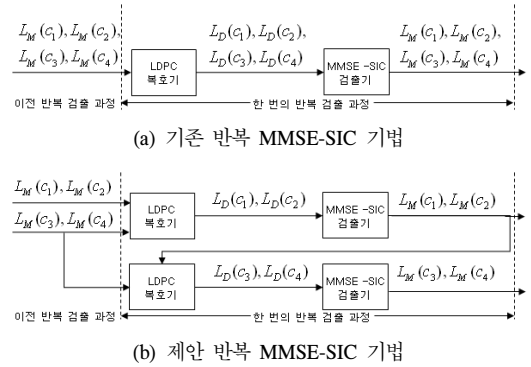 L_M(c_1), L_M(c_2), L_D(c_1), L_D(c_2), L_M(c_1), L_M(c_2),
L_M(c_3), L_M(c_4) LDPC 복호기 L_D(c_3), L_D(c_4) MMSE -SIC 검출기 L_M(c_3), L_M(c_4)
이전 반복 검출 과정 한 번의 반복 검출 과정
(a) 기존 반복 MMSE-SIC 기법
L_M(c_1), L_M(c_2)
L_M(c_3), L_M(c_4) LDPC 복호기 L_D(c_1), L_D(c_2) MMSE -SIC 검출기 L_M(c_1), L_M(c_2)
LDPC 복호기 L_D(c_3), L_D(c_4) MMSE -SIC 검출기 L_M(c_3), L_M(c_4)
이전 반복 검출 과정 한 번의 반복 검출 과정
(b) 제안 반복 MMSE-SIC 기법